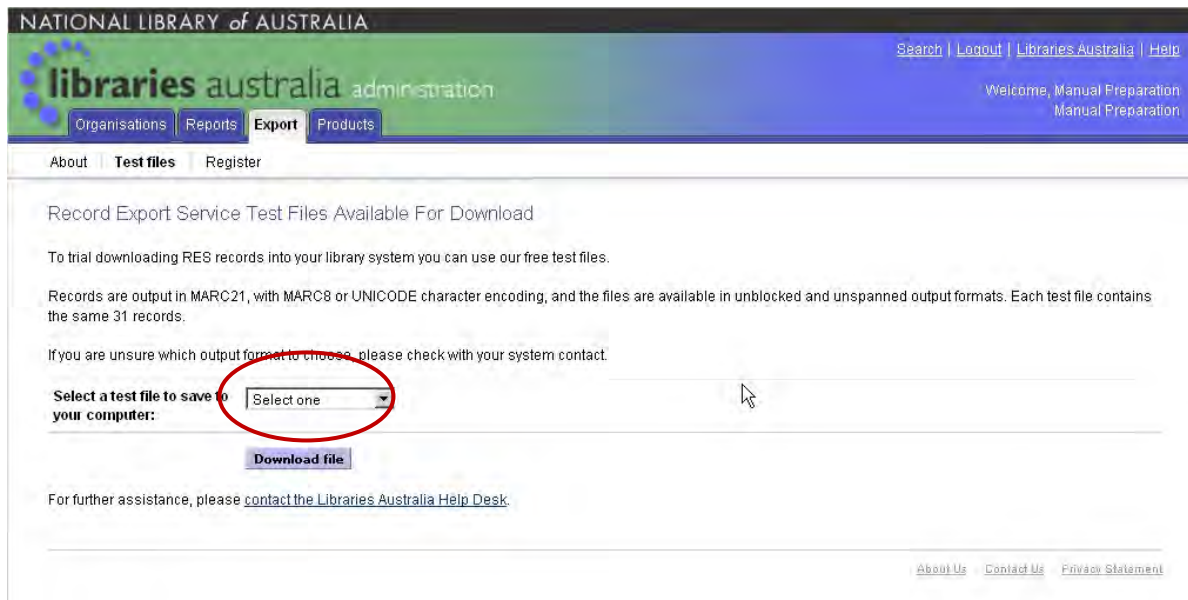 NATIONAL LIBRARY of AUSTRALIA
Search | Logout | Libraries Australia | Help
libraries australia administration
Welcome, Manual Preparation
Manual Preparation
Organisations Reports Export Products
About Test files Register
Record Export Service Test Files Available For Download
To trial downloading RES records into your library system you can use our free test files.
Records are output in MARC21, with MARC8 or UNICODE character encoding, and the files are available in unblocked and unspanned output formats. Each test file contains
the same 31 records.
If you are unsure which output format to choose, please check with your system contact.
Select a test file to save to
your computer:
Select one
Download file
For further assistance, please contact the Libraries Australia Help Desk.
About Us Contact Us Privacy Statement